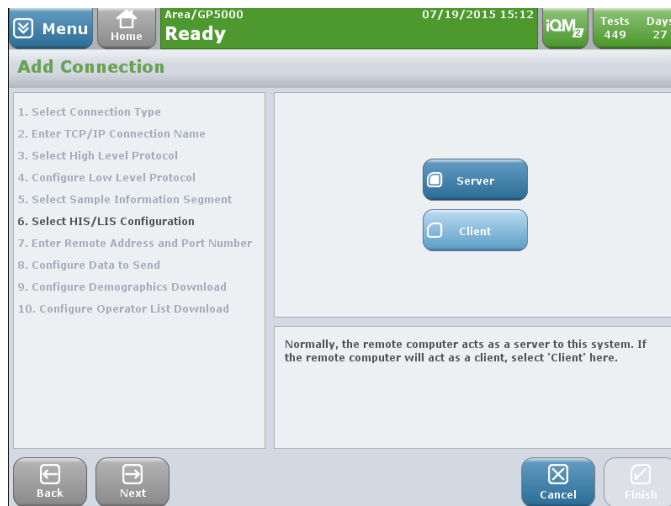 Menu
Home
Area/GP5000
07/19/2015 15:12
Ready
iQM2
Tests
449
Days
27
Add Connection
1. Select Connection Type
2. Enter TCP/IP Connection Name
3. Select High Level Protocol
4. Configure Low Level Protocol
5. Select Sample Information Segment
6. Select HIS/LIS Configuration
7. Enter Remote Address and Port Number
8. Configure Data to Send
9. Configure Demographics Download
10. Configure Operator List Download
Server
Client
Normally, the remote computer acts as a server to this system. If
the remote computer will act as a client, select 'Client' here.
Back
Next
Cancel
Finish